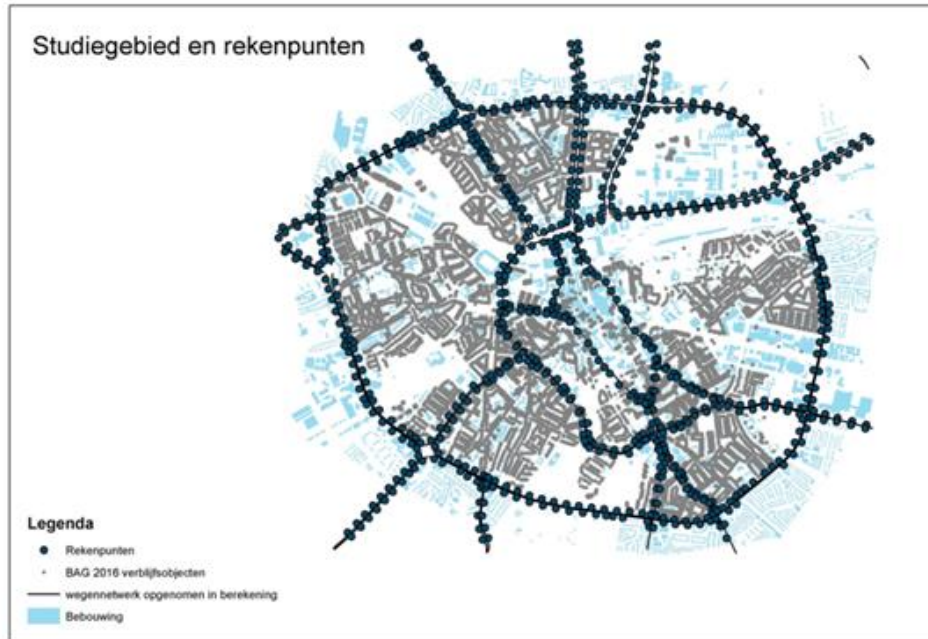 Studiegebied en rekenpunten
Legenda
Rekenpunten
BAG 2016 verblijfsobjecten
wegennetwerk opgenomen in berekening
Bebouwing